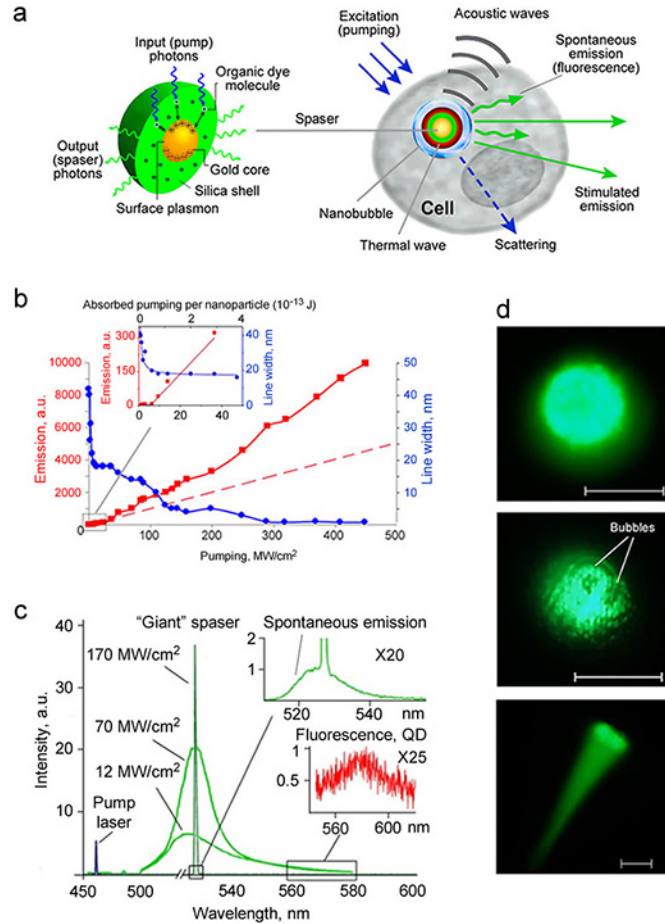 a
Input (pump)
photons
Organic dye
molecule
Output
(spaser)
photons
Gold core
Silica shell
Surface plasmon
Excitation
(pumping)
Acoustic waves
Spontaneous
emission
(fluorescence)
Spaser
Nanobubble
Cell
Thermal wave
Stimulated
emission
Scattering
b
Absorbed pumping per nanoparticle (10⁻¹³ J)
0 2 4
Emission, a.u.
300
150
0
Line width, nm
40
20
0
0 20 40
Emission, a.u.
10000
8000
6000
4000
2000
0
Line width, nm
50
40
30
20
10
100 200 300 400 500
Pumping, MW/cm²
c
Intensity, a.u.
50
40
30
20
10
"Giant" spaser
170 MW/cm²
70 MW/cm²
12 MW/cm²
Pump
laser
Spontaneous emission
X20
2
1
520 540 nm
Fluorescence, QD
X25
1
0.5
560 600 nm
450 500 540 560 580 600
Wavelength, nm
d
Bubbles